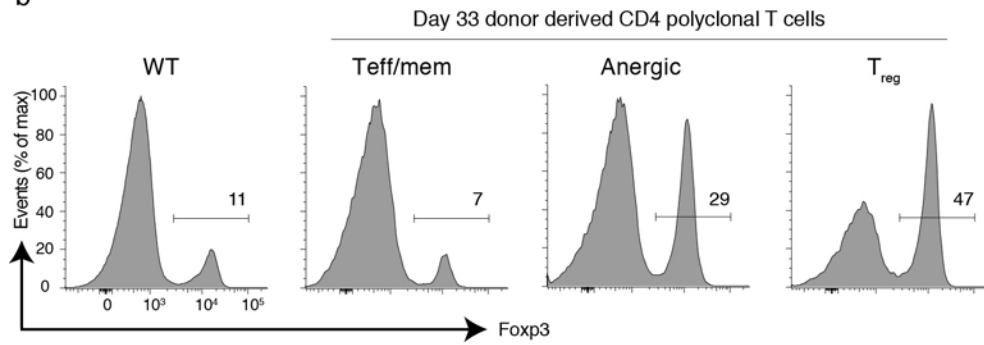 Day 33 donor derived CD4 polyclonal T cells
WT
Teff/mem
Anergic
Treg
Events (% of max)
100
80
60
40
20
0
11
7
29
47
0 10³ 10⁴ 10⁵
Foxp3